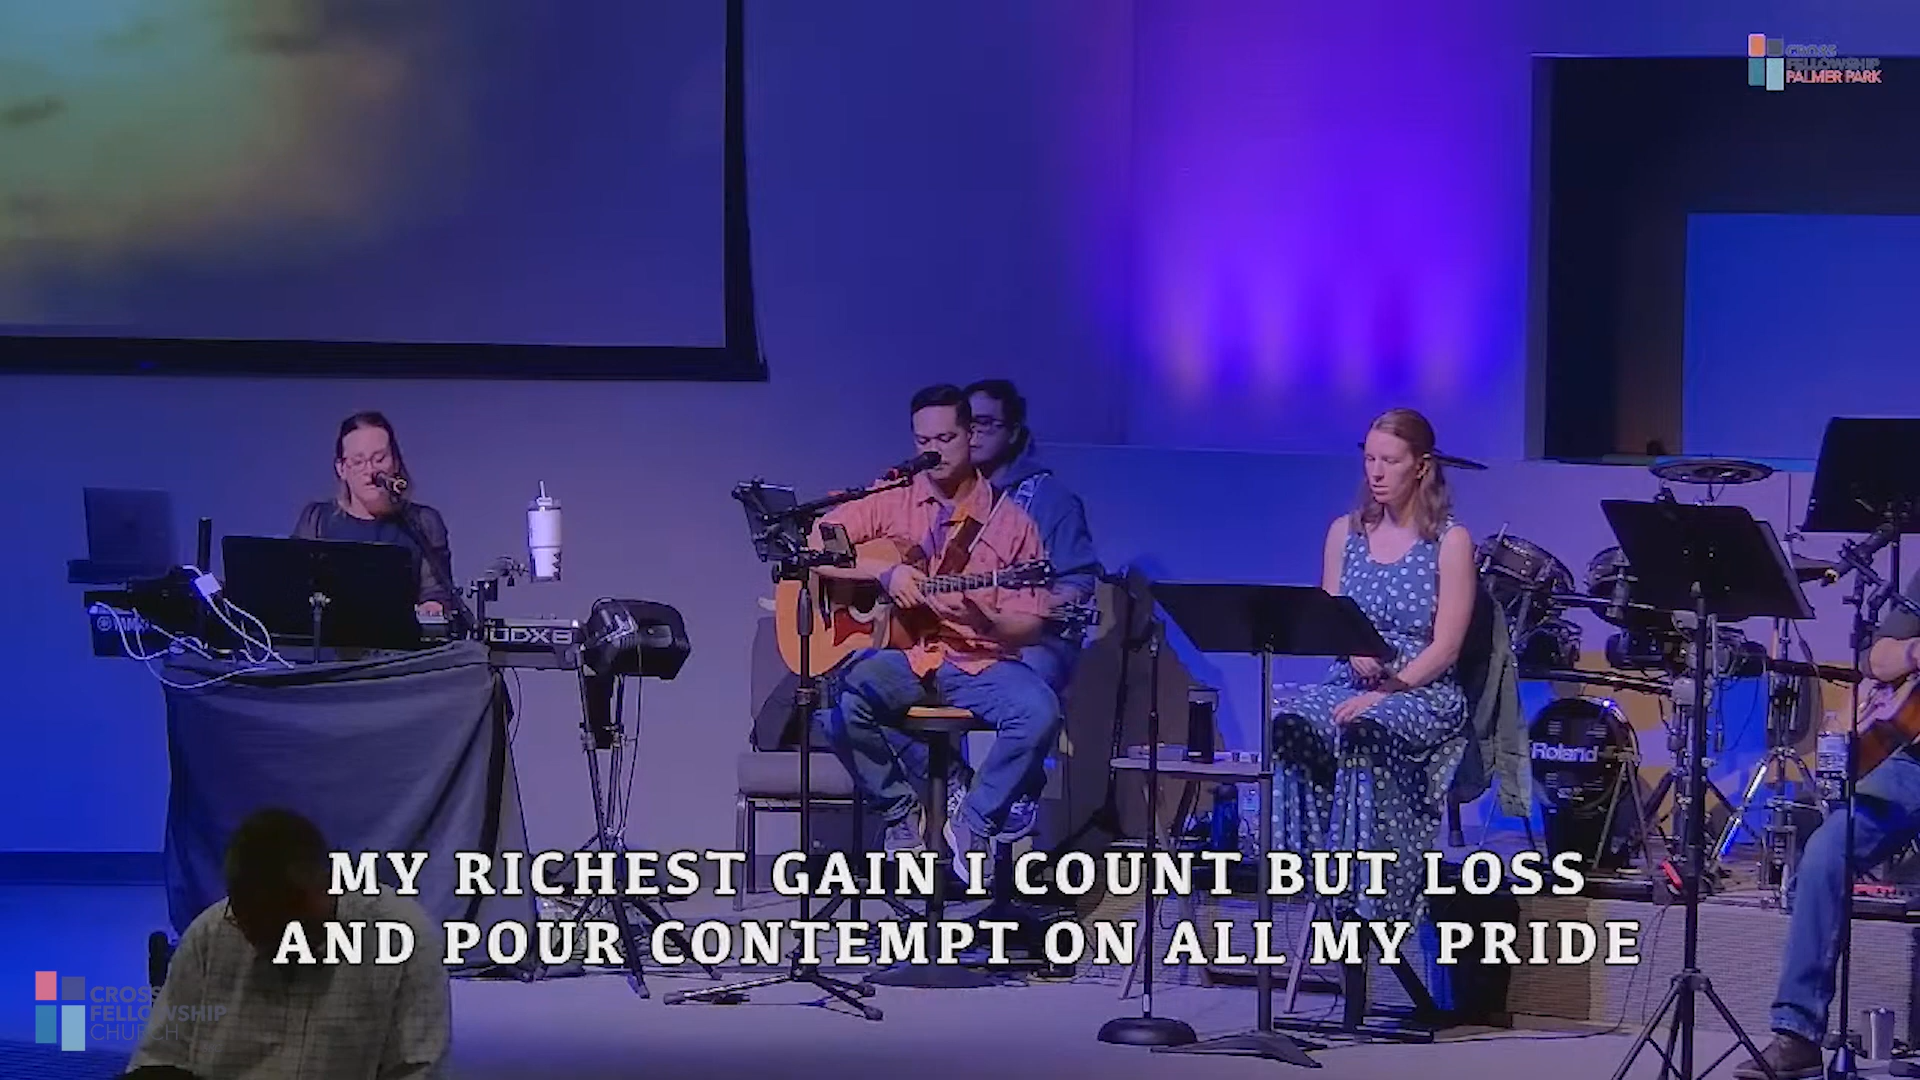 CROSS
FELLOWSHIP
PALMER PARK
UDX8
Roland
MY RICHEST GAIN I COUNT BUT LOSS
AND POUR CONTEMPT ON ALL MY PRIDE
CROSS
FELLOWSHIP
CHURCH